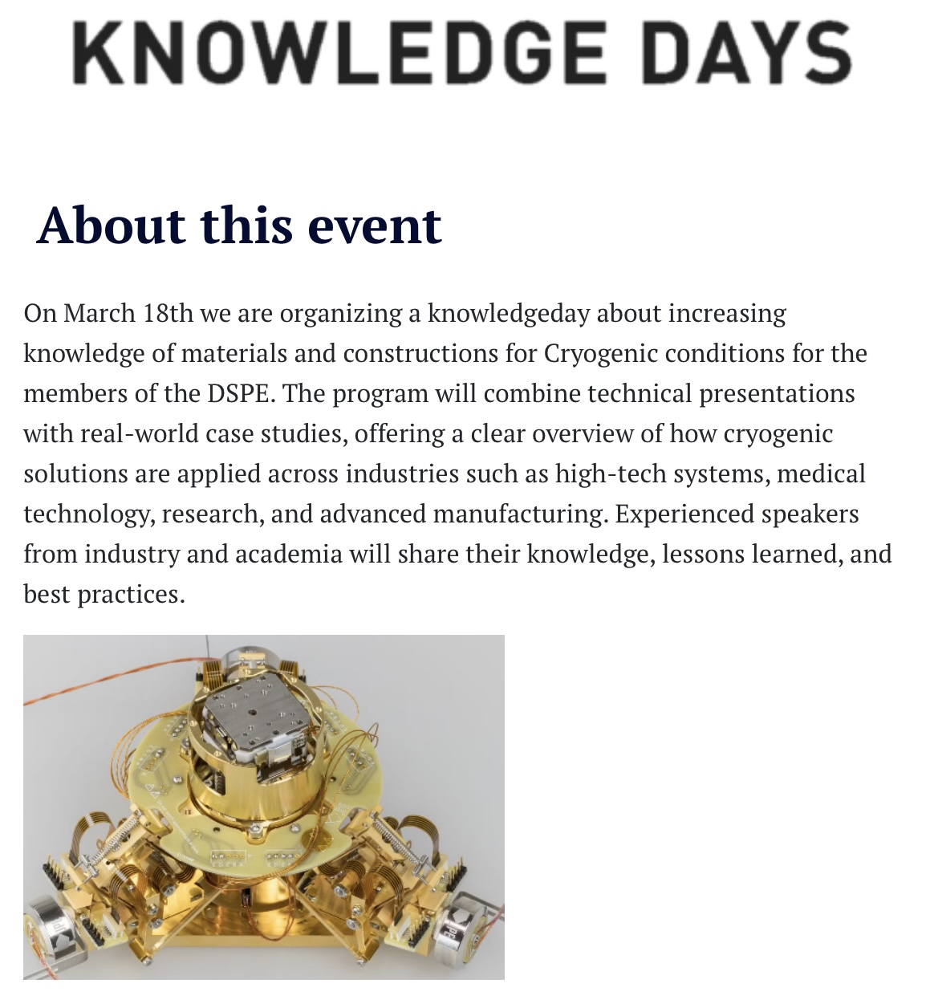 KNOWLEDGE DAYS
About this event
On March 18th we are organizing a knowledgeday about increasing
knowledge of materials and constructions for Cryogenic conditions for the
members of the DSPE. The program will combine technical presentations
with real-world case studies, offering a clear overview of how cryogenic
solutions are applied across industries such as high-tech systems, medical
technology, research, and advanced manufacturing. Experienced speakers
from industry and academia will share their knowledge, lessons learned, and
best practices.